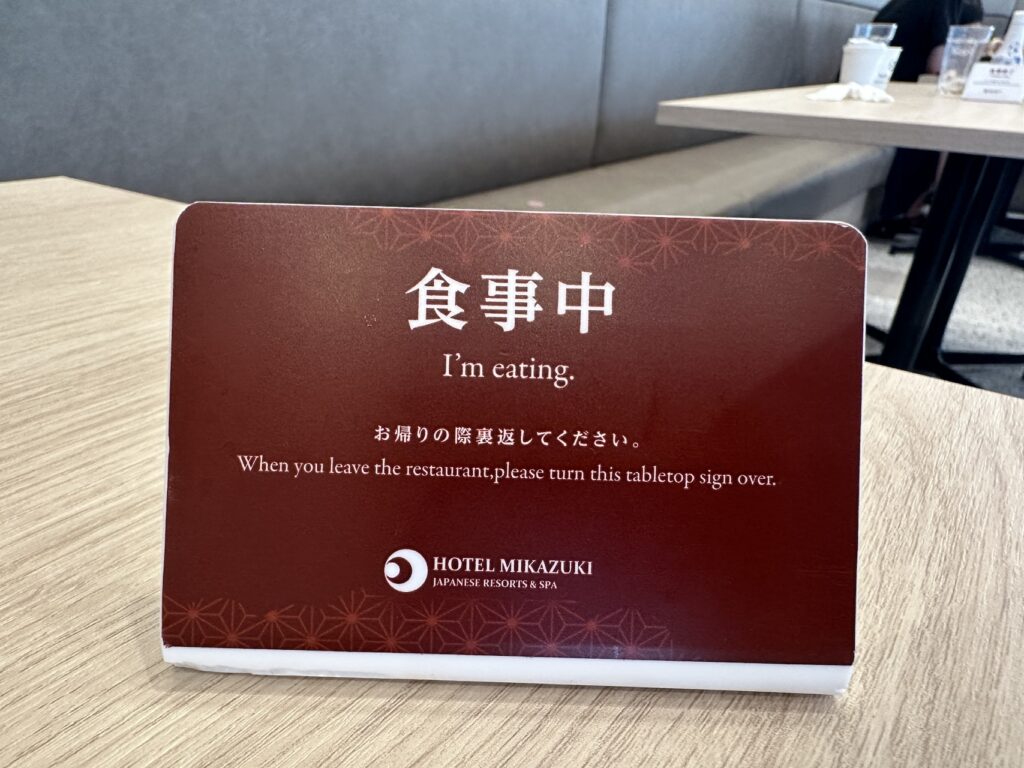 食事中
I'm eating.
お帰りの際裏返してください。
When you leave the restaurant,please turn this tabletop sign over.
HOTEL MIKAZUKI
JAPANESE RESORTS & SPA